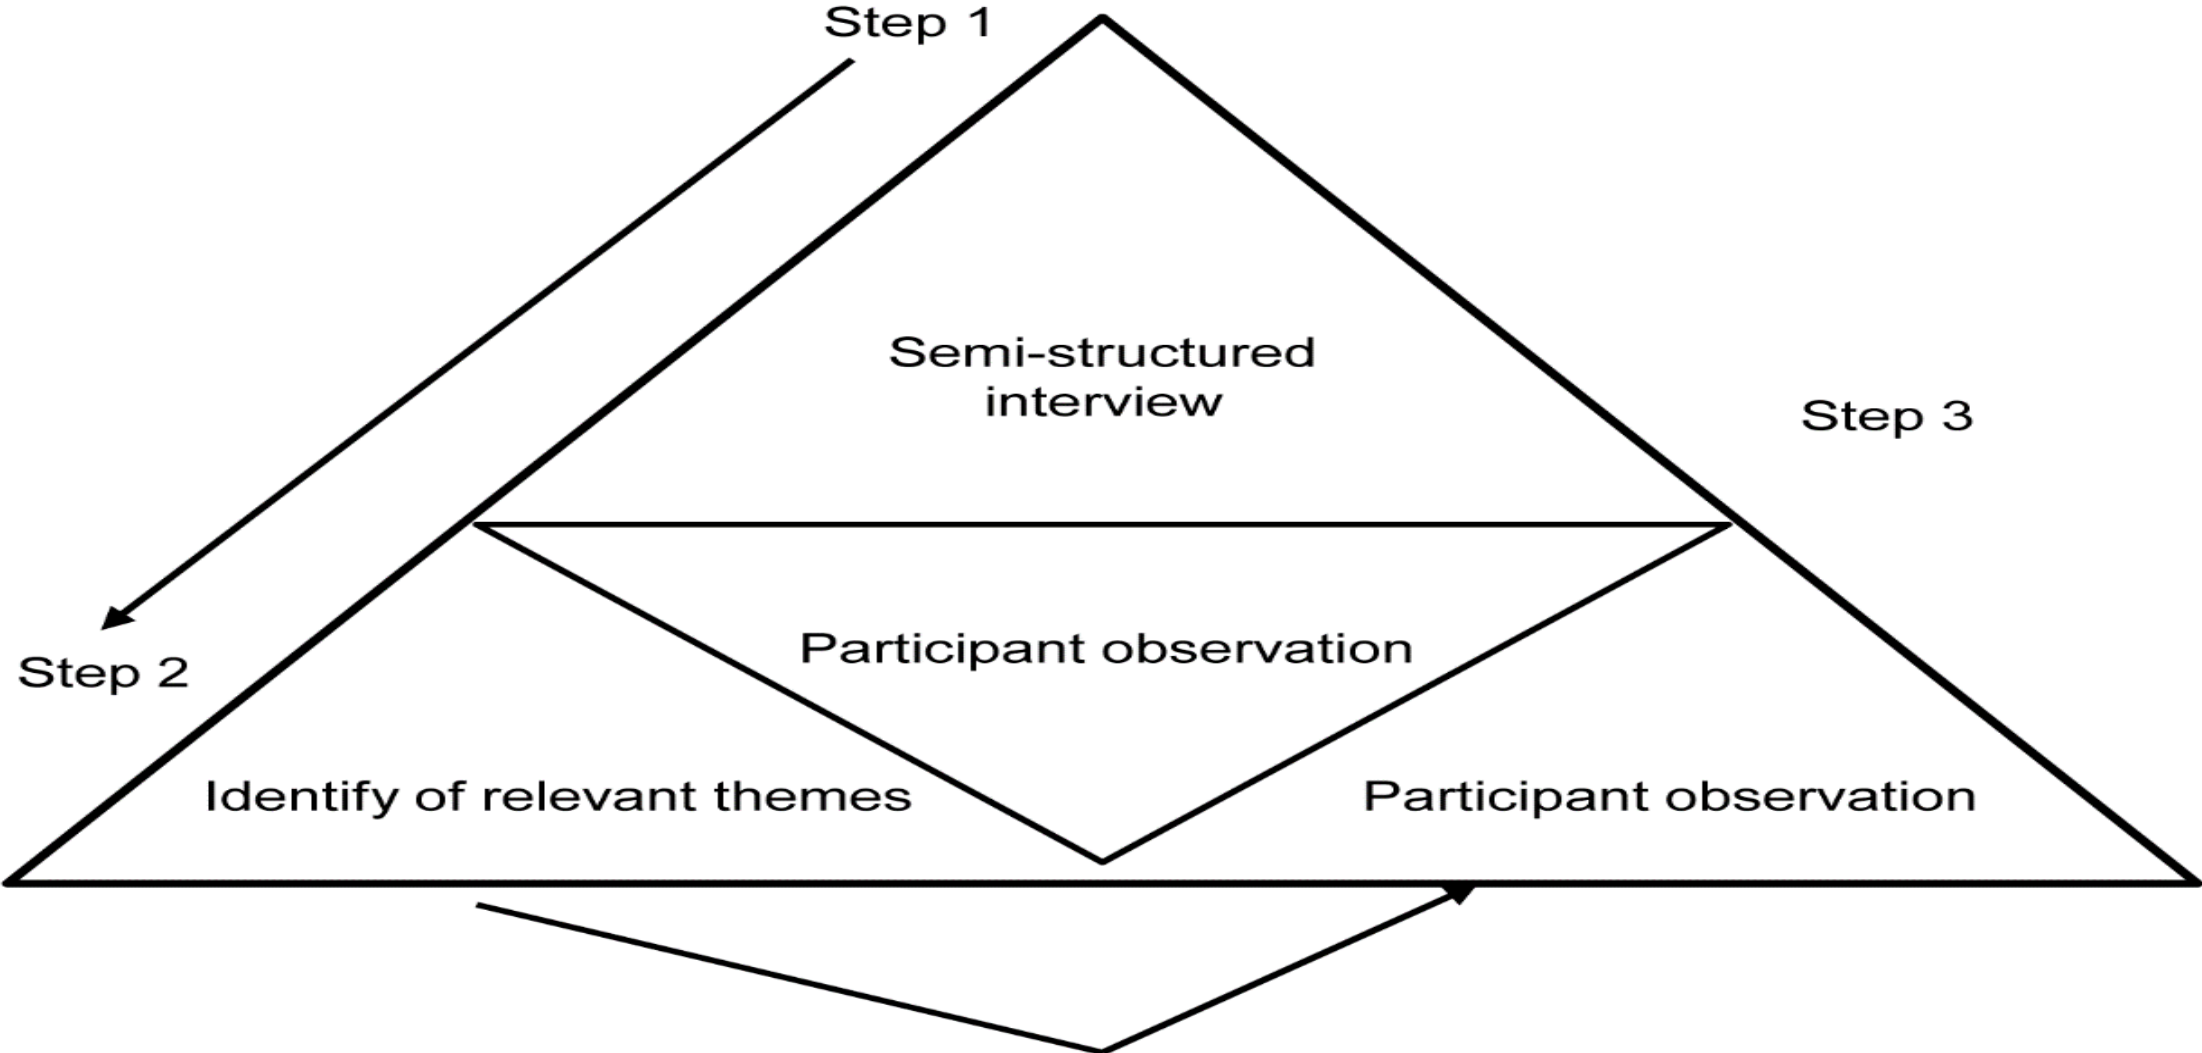 Step 1
Semi-structured
interview
Step 3
Participant observation
Step 2
Identify of relevant themes
Participant observation